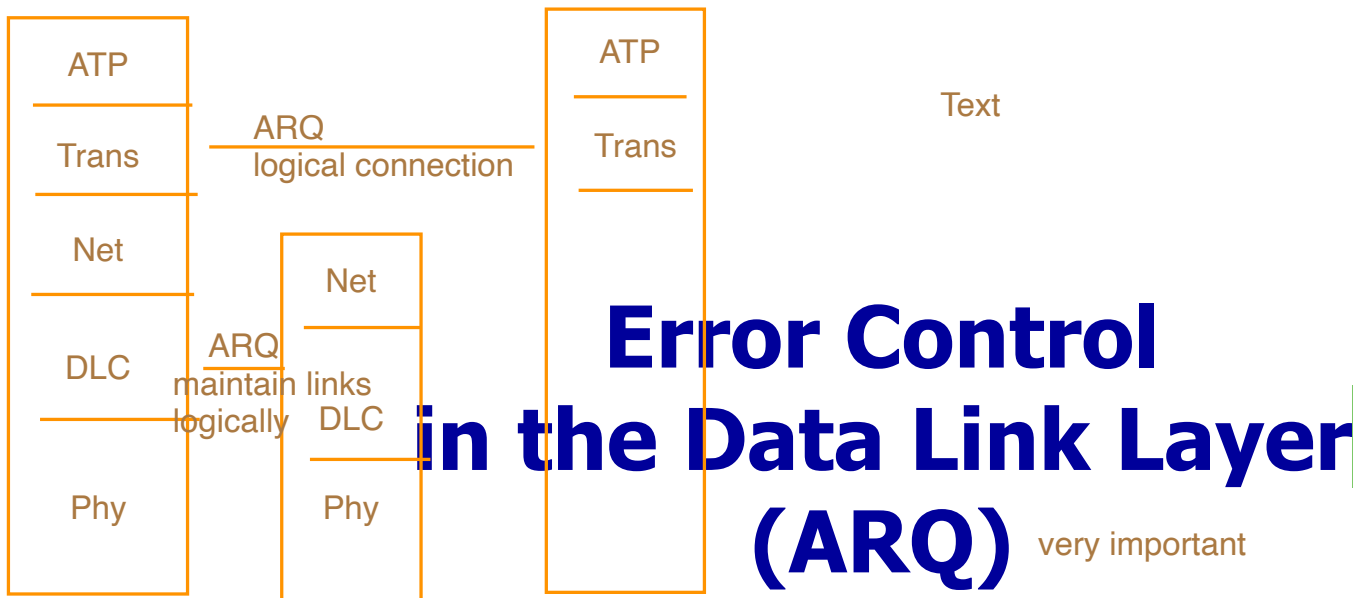 ATP
Trans
Net
DLC
Phy
ARQ
logical connection
ARQ
maintain links
logically
Net
DLC
Phy
ATP
Trans
Text
Error Control
in the Data Link Layer
(ARQ)
very important